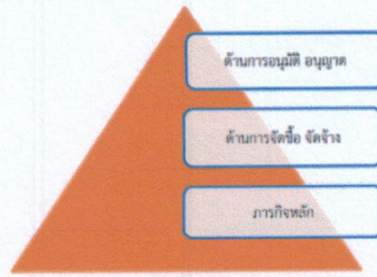 ด้านการอนุมัติ อนุญาต
ด้านการจัดซื้อ จัดจ้าง
ภารกิจหลัก